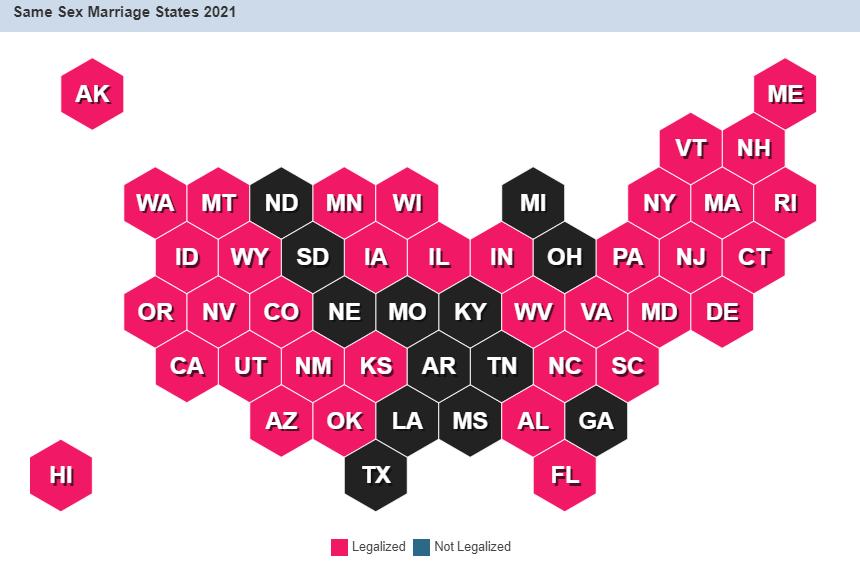 Same Sex Marriage States 2021
AK ME
VT NH
WA MT ND MN WI MI NY MA RI
ID WY SD IA IL IN OH PA NJ CT
OR NV CO NE MO KY WV VA MD DE
CA UT NM KS AR TN NC SC
AZ OK LA MS AL GA
HI TX FL
Legalized Not Legalized